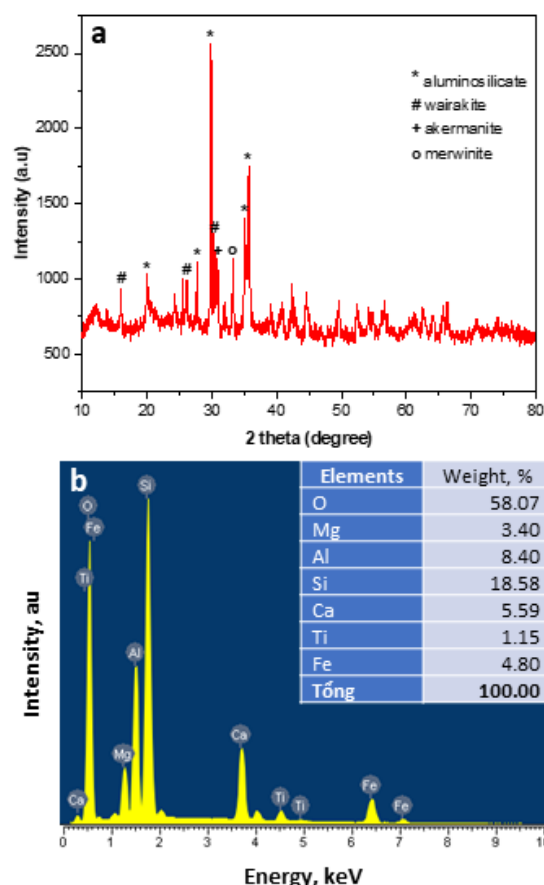 a
* aluminosilicate
# wairakite
+ akermanite
o merwinite
Intensity (a.u)
2500
2000
1500
1000
500
* * # * * # + o * * # *
10 20 30 40 50 60 70 80
2 theta (degree)
b
Elements Weight, %
O 58.07
Mg 3.40
Al 8.40
Si 18.58
Ca 5.59
Ti 1.15
Fe 4.80
Tổng 100.00
Intensity, au
O
Fe
Ti
Si
Al
Mg
Ca
Ca
Ti
Ti
Fe
Fe
0 1 2 3 4 5 6 7 8 9 10
Energy, keV